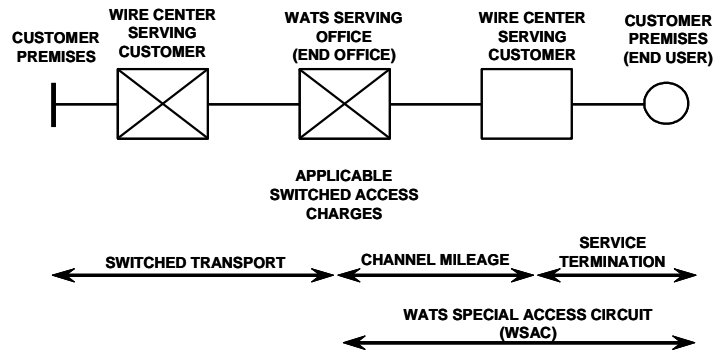 CUSTOMER
PREMISES
WIRE CENTER
SERVING
CUSTOMER
WATS SERVING
OFFICE
(END OFFICE)
WIRE CENTER
SERVING
CUSTOMER
CUSTOMER
PREMISES
(END USER)
APPLICABLE
SWITCHED ACCESS
CHARGES
SWITCHED TRANSPORT
CHANNEL MILEAGE
SERVICE
TERMINATION
WATS SPECIAL ACCESS CIRCUIT
(WSAC)